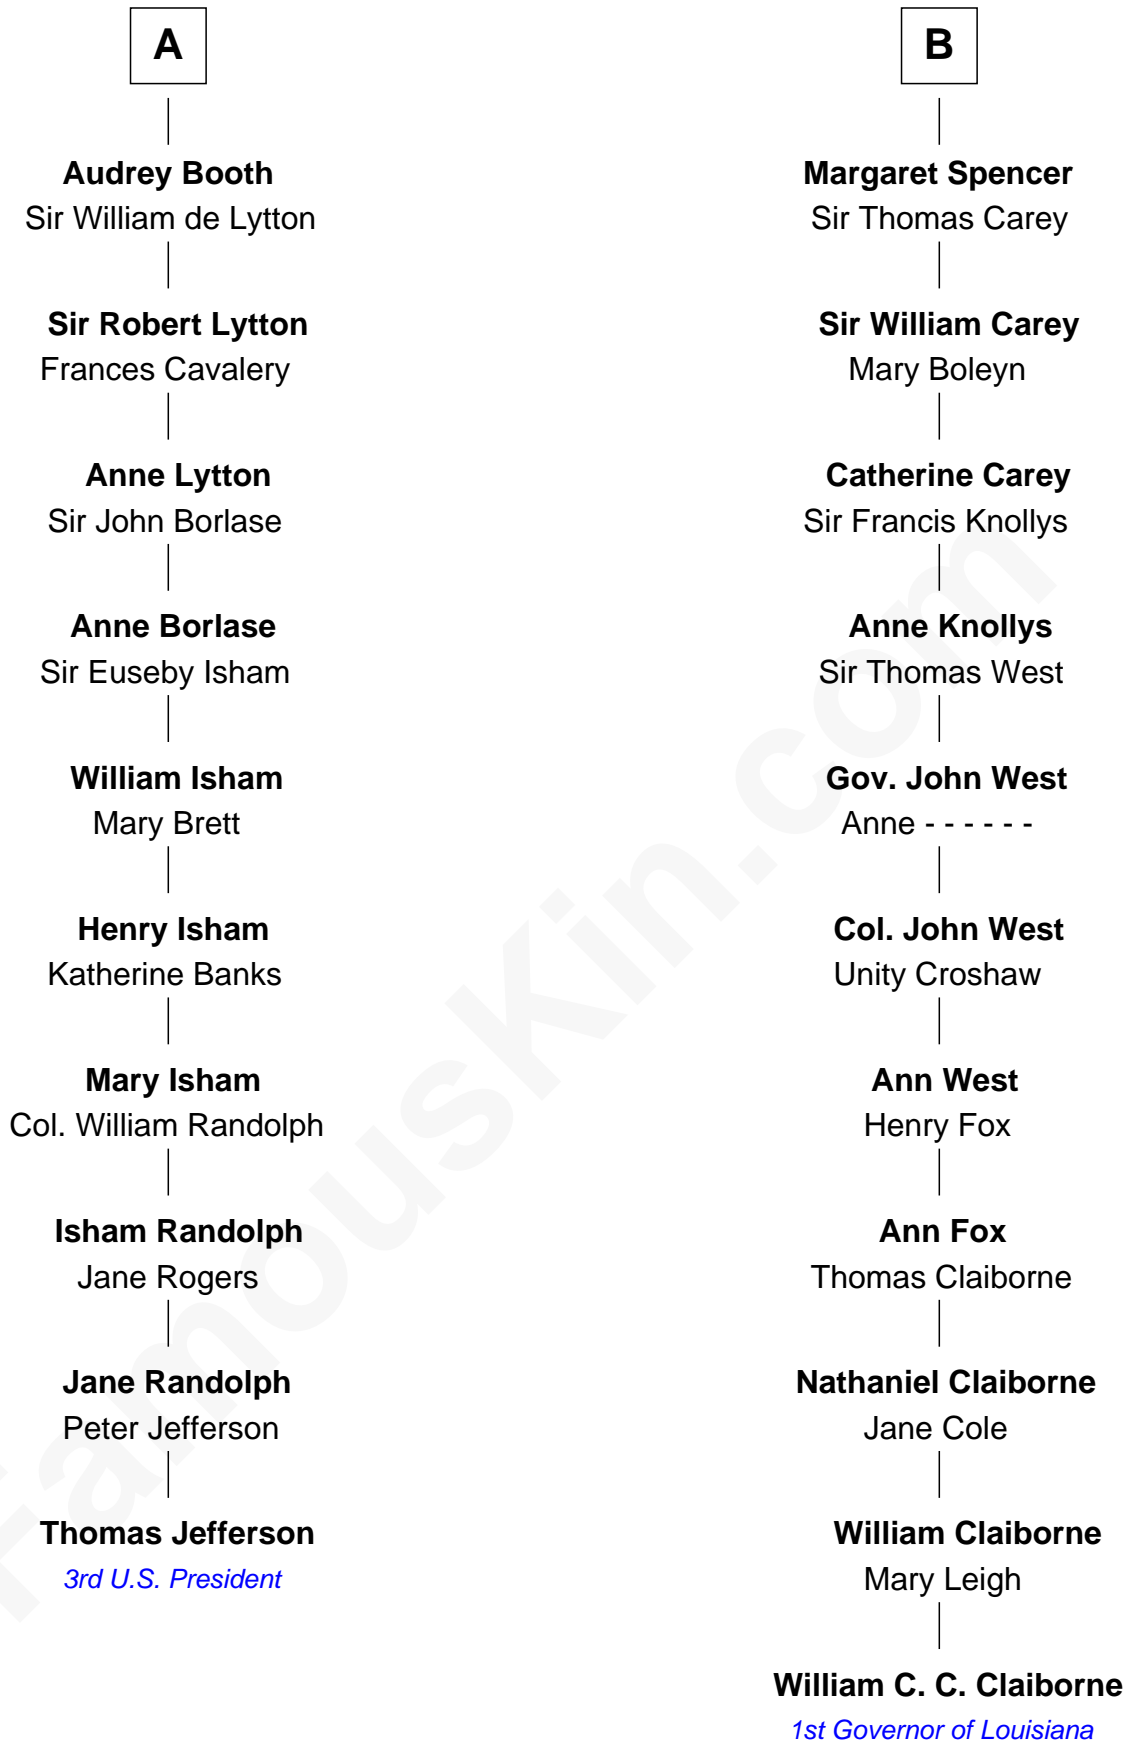 A
Audrey Booth
Sir William de Lytton
Sir Robert Lytton
Frances Cavalery
Anne Lytton
Sir John Borlase
Anne Borlase
Sir Euseby Isham
William Isham
Mary Brett
Henry Isham
Katherine Banks
Mary Isham
Col. William Randolph
Isham Randolph
Jane Rogers
Jane Randolph
Peter Jefferson
Thomas Jefferson
3rd U.S. President
B
Margaret Spencer
Sir Thomas Carey
Sir William Carey
Mary Boleyn
Catherine Carey
Sir Francis Knollys
Anne Knollys
Sir Thomas West
Gov. John West
Anne - - - - - -
Col. John West
Unity Croshaw
Ann West
Henry Fox
Ann Fox
Thomas Claiborne
Nathaniel Claiborne
Jane Cole
William Claiborne
Mary Leigh
William C. C. Claiborne
1st Governor of Louisiana
FamousKin.com